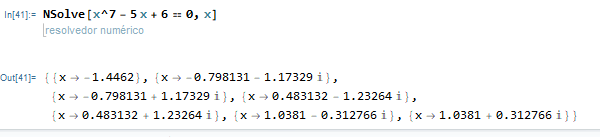 In[41]:= NSolve[x^7 - 5 x + 6 == 0, x]
resolvedor numérico
Out[41]= {{x → -1.4462}, {x → -0.798131 - 1.17329 i},
{x → -0.798131 + 1.17329 i}, {x → 0.483132 - 1.23264 i},
{x → 0.483132 + 1.23264 i}, {x → 1.0381 - 0.312766 i}, {x → 1.0381 + 0.312766 i}}